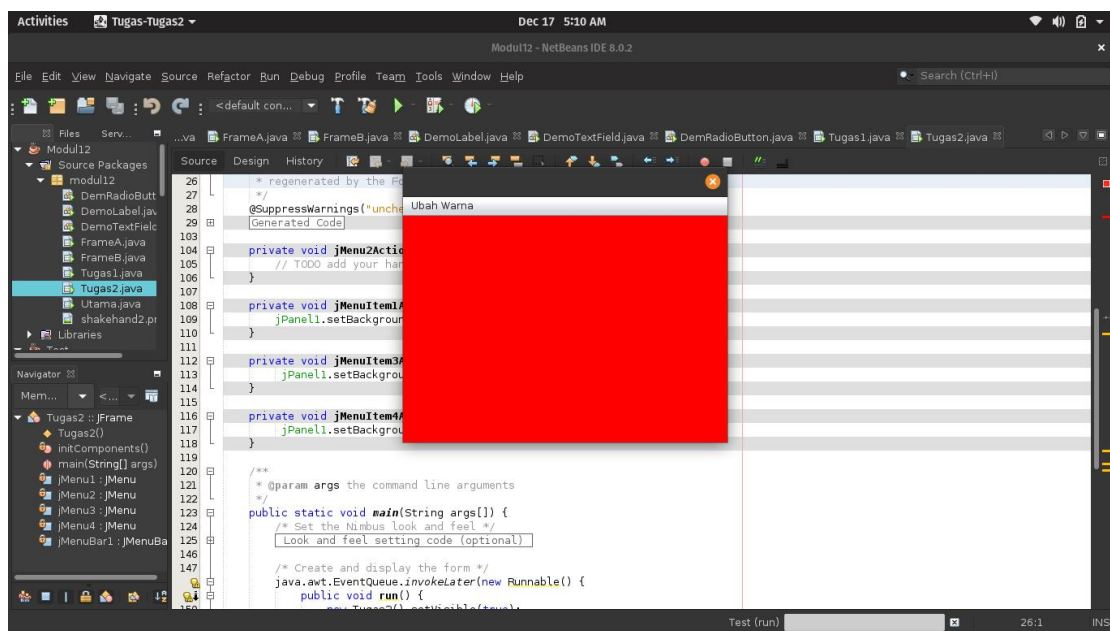 Activities Tugas-Tugas2 Dec 17 5:10 AM
Modul12 - NetBeans IDE 8.0.2
File Edit View Navigate Source Refactor Run Debug Profile Team Tools Window Help Search (Ctrl+I)
<default con...
Files Serv...
...va FrameA.java FrameB.java DemoLabel.java DemoTextField.java DemRadioButton.java Tugas1.java Tugas2.java
Modul12
Source Packages
modul12
DemRadioButt
DemoLabel.jav
DemoTextField
FrameA.java
FrameB.java
Tugas1.java
Tugas2.java
Utama.java
shakehand2.pr
Libraries
Test
Navigator
Mem... <...
Tugas2 :: JFrame
Tugas2()
initComponents()
main(String[] args)
jMenu1 : JMenu
jMenu2 : JMenu
jMenu3 : JMenu
jMenu4 : JMenu
jMenuBar1 : JMenuBa
Source Design History
26 * regenerated by the Fo
27 */
28 @SuppressWarnings("unche
29 Generated Code
103
104 private void jMenu2Actio
105 // TODO add your han
106 }
107
108 private void jMenuItem1A
109 jPanel1.setBackgroun
110 }
111
112 private void jMenuItem3A
113 jPanel1.setBackgrou
114 }
115
116 private void jMenuItem4A
117 jPanel1.setBackgrou
118 }
119
120 /**
121 * @param args the command line arguments
122 */
123 public static void main(String args[]) {
124 /* Set the Nimbus look and feel */
125 Look and feel setting code (optional)
146
147 /* Create and display the form */
java.awt.EventQueue.invokeLater(new Runnable() {
public void run() {
150 new Tugas2().setVisible(true);
Ubah Warna
Test (run) 26:1 INS